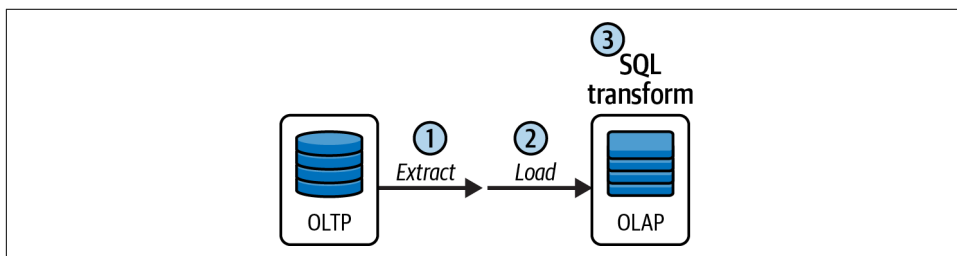 3
SQL
transform
1
2
Extract
Load
OLTP
OLAP